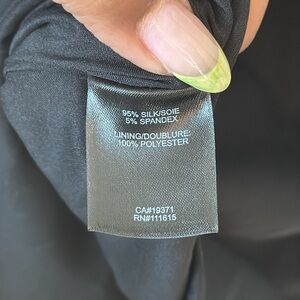 95% SILK/SOIE
5% SPANDEX
LINING/DOUBLURE:
100% POLYESTER
CA#19371
RN#111615